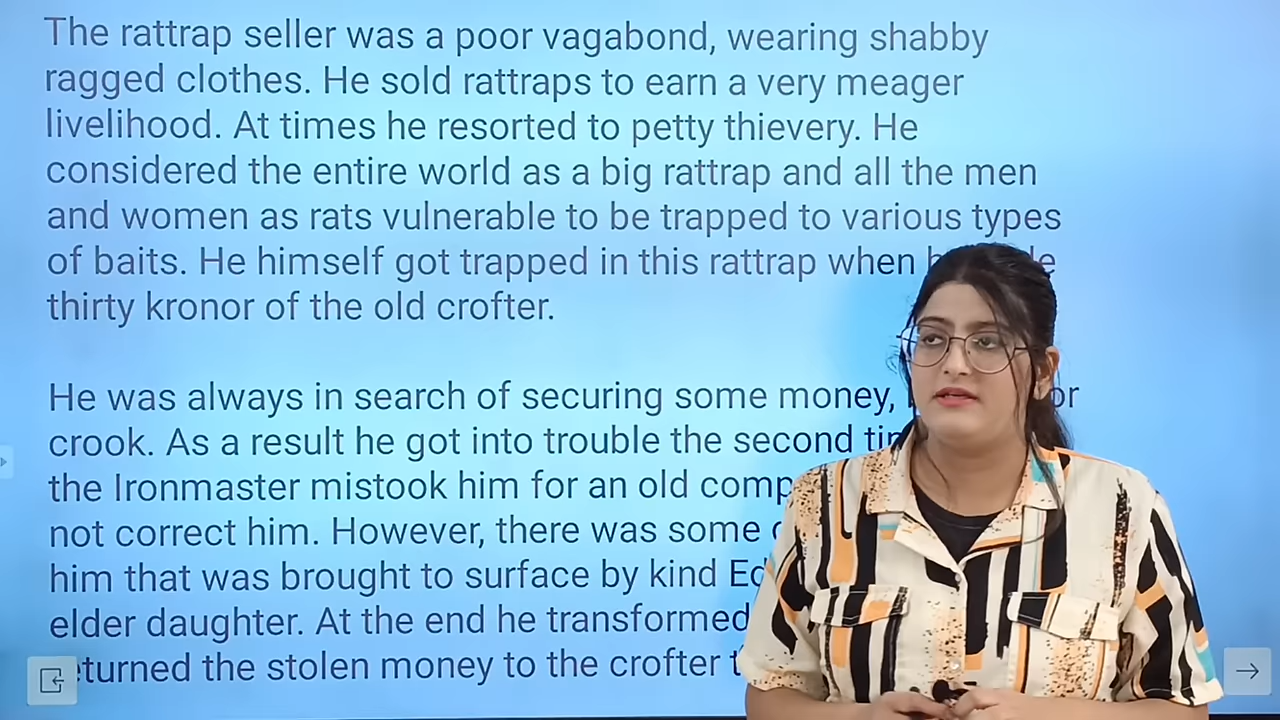 The rattrap seller was a poor vagabond, wearing shabby
ragged clothes. He sold rattraps to earn a very meager
livelihood. At times he resorted to petty thievery. He
considered the entire world as a big rattrap and all the men
and women as rats vulnerable to be trapped to various types
of baits. He himself got trapped in this rattrap when
thirty kronor of the old crofter.
He was always in search of securing some money, or
crook. As a result he got into trouble the second
the Ironmaster mistook him for an old
not correct him. However, there was some
him that was brought to surface by kind
elder daughter. At the end he transformed
returned the stolen money to the crofter